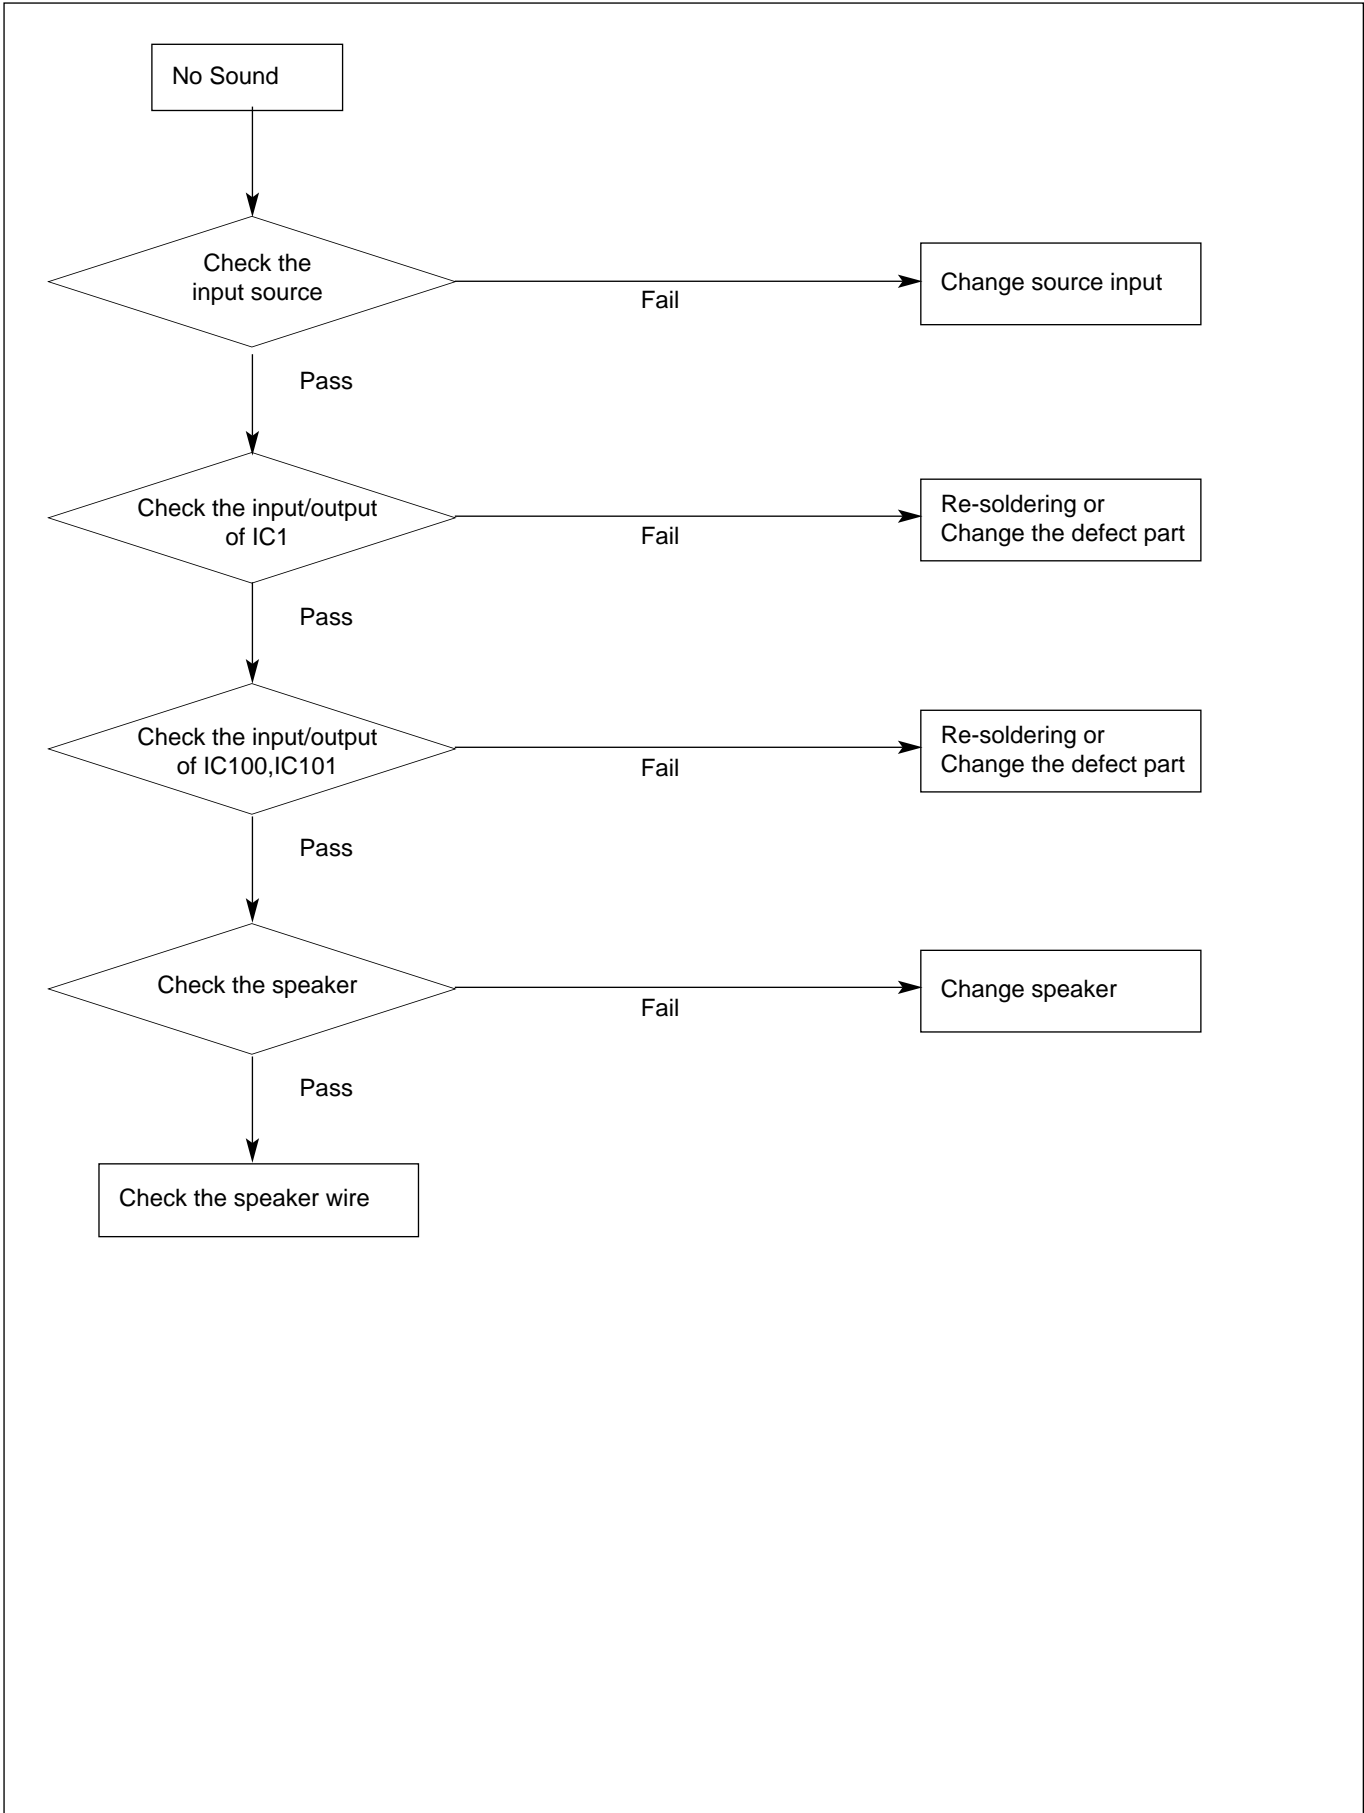 No Sound
Check the
input source
Fail
Change source input
Pass
Check the input/output
of IC1
Fail
Re-soldering or
Change the defect part
Pass
Check the input/output
of IC100,IC101
Fail
Re-soldering or
Change the defect part
Pass
Check the speaker
Fail
Change speaker
Pass
Check the speaker wire